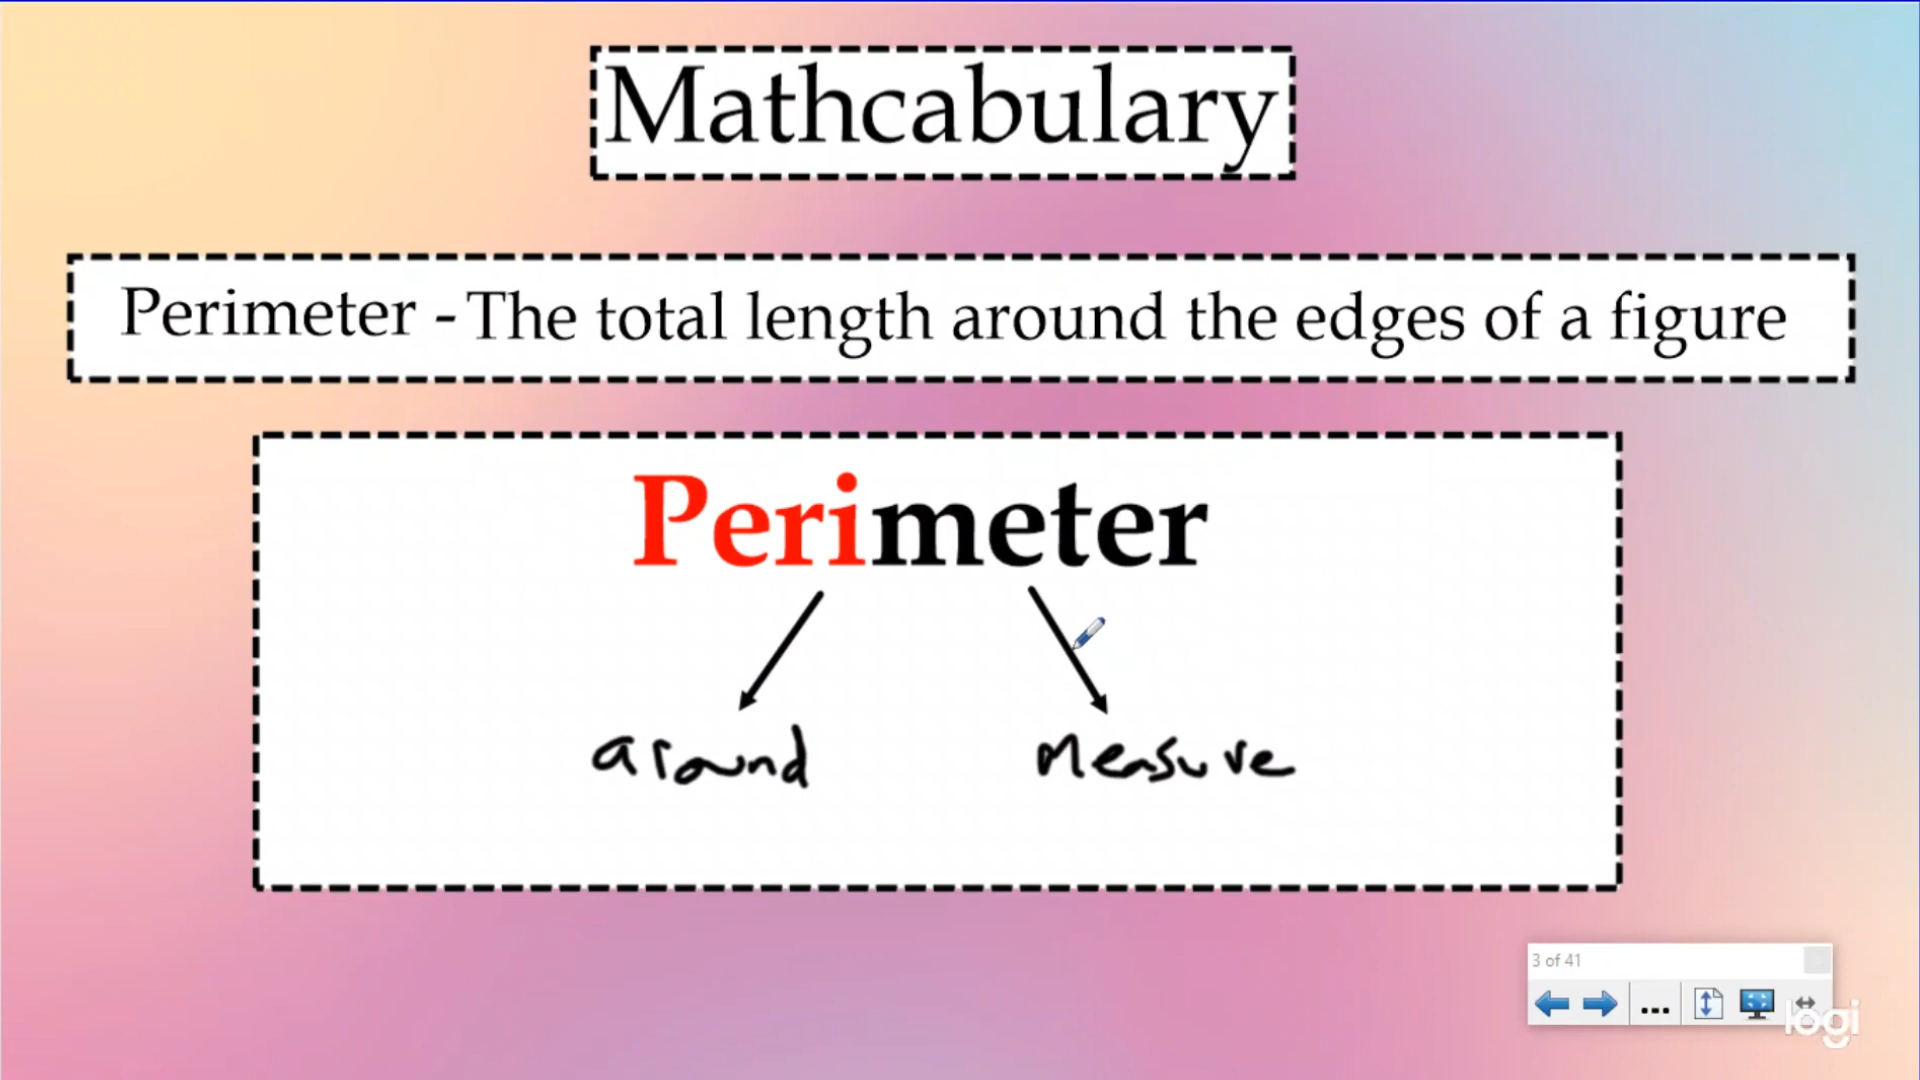 Mathcabulary
Perimeter - The total length around the edges of a figure
Perimeter
around measure
3 of 41
...
logi